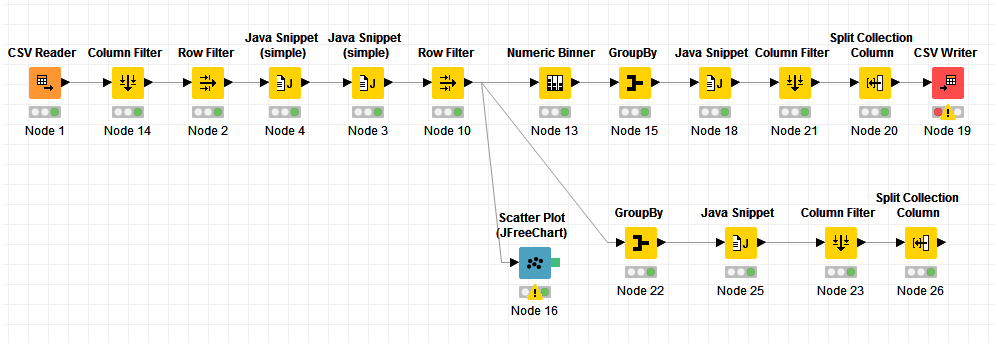 Java Snippet
(simple)
Java Snippet
(simple)
Split Collection
Column
CSV Reader
Column Filter
Row Filter
Row Filter
Numeric Binner
GroupBy
Java Snippet
Column Filter
CSV Writer
Node 1
Node 14
Node 2
Node 4
Node 3
Node 10
Node 13
Node 15
Node 18
Node 21
Node 20
Node 19
Scatter Plot
(JFreeChart)
GroupBy
Java Snippet
Column Filter
Split Collection
Column
Node 16
Node 22
Node 25
Node 23
Node 26